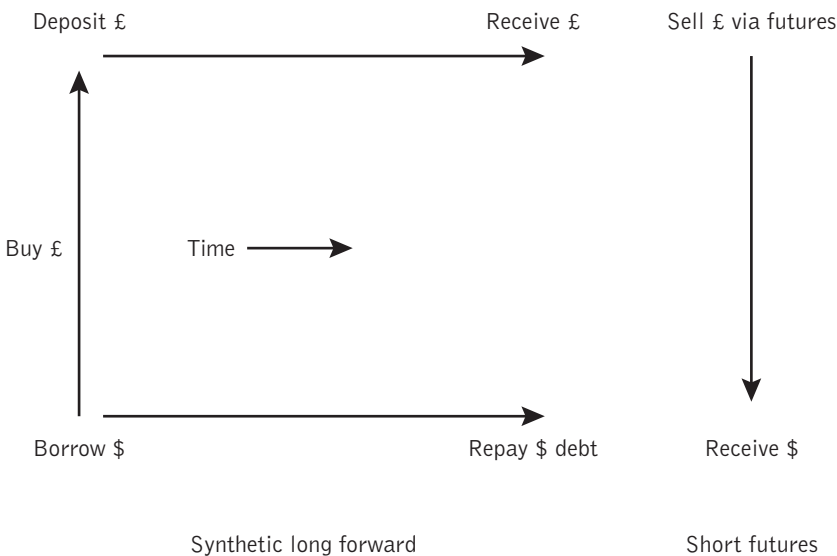 Deposit £
Receive £
Sell £ via futures
Buy £
Time
Borrow $
Repay $ debt
Receive $
Synthetic long forward
Short futures